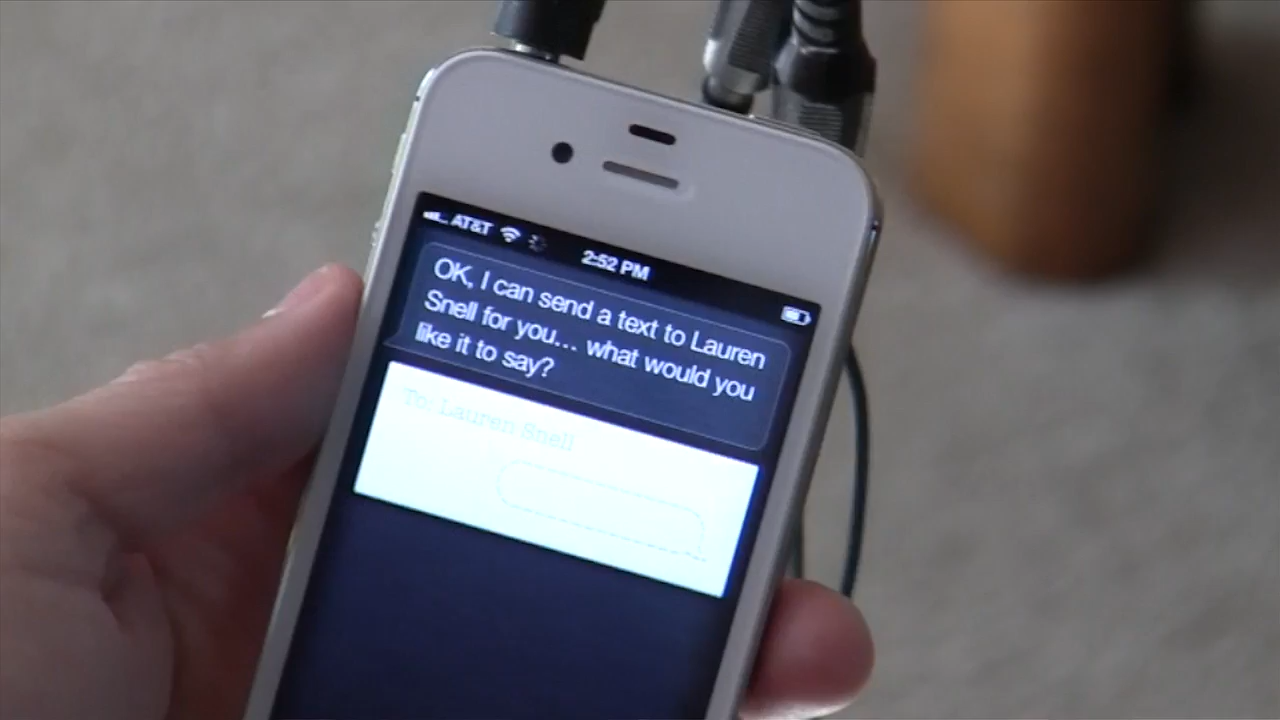 AT&T 2:52 PM
OK, I can send a text to Lauren
Snell for you... what would you
like it to say?
To: Lauren Snell